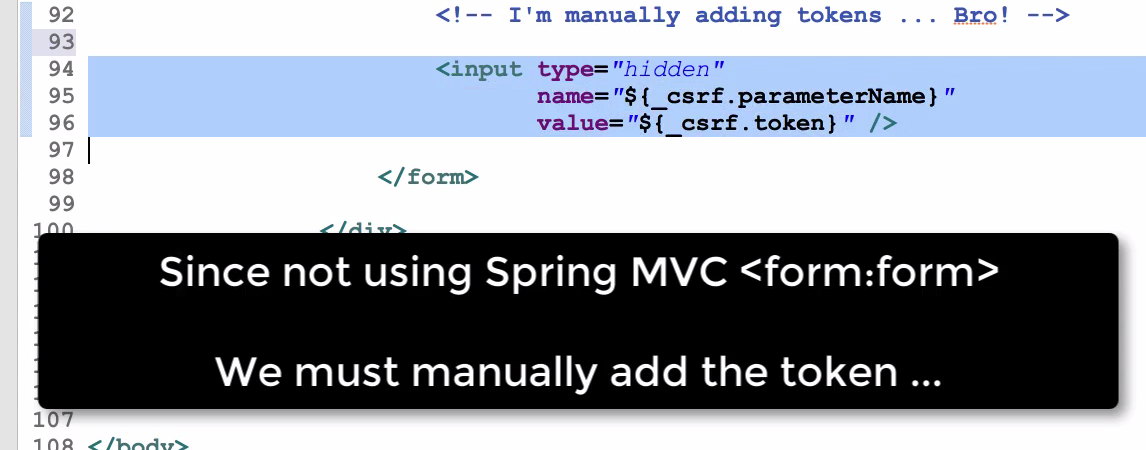 92 <!-- I'm manually adding tokens ... Bro! -->
93
94 <input type="hidden"
95 name="${_csrf.parameterName}"
96 value="${_csrf.token}" />
97
98 </form>
99
100 </div>
Since not using Spring MVC <form:form>
We must manually add the token ...
107
108 </body>